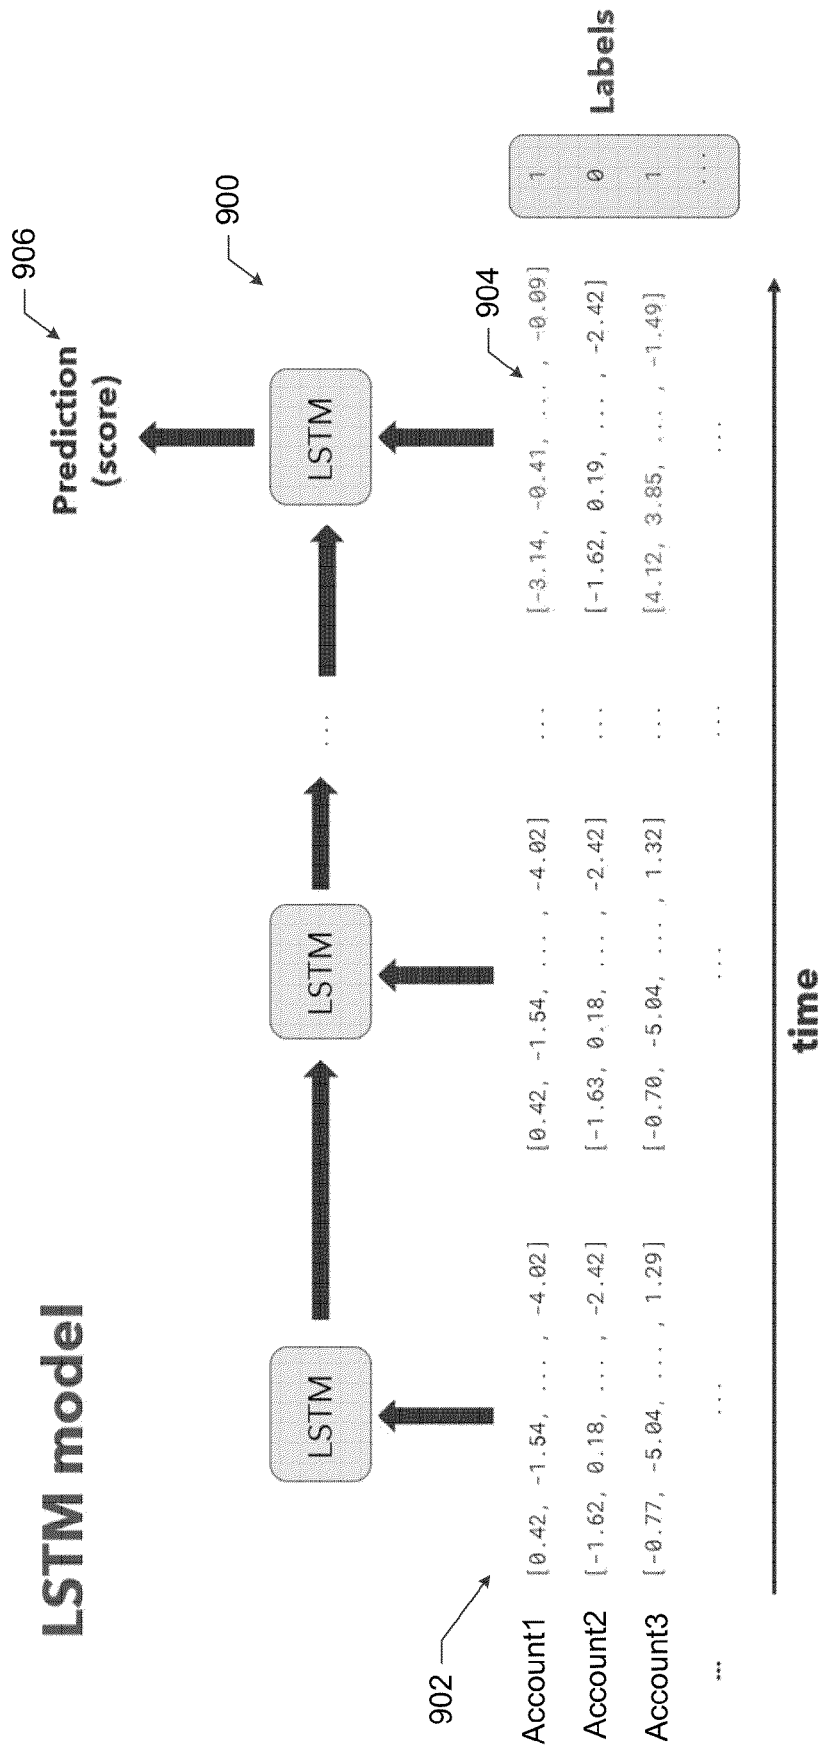 LSTM model
906
Prediction
(score)
900
LSTM
LSTM
...
LSTM
902
904
Labels
Account1 [0.42, -1.54, ... , -4.02] [0.42, -1.54, ... , -4.02] ... [-3.14, -0.41, ... , -0.09] 1
Account2 [-1.62, 0.18, ... , -2.42] [-1.63, 0.18, ... , -2.42] ... [-1.62, 0.19, ... , -2.42] 0
Account3 [-0.77, -5.04, ... , 1.29] [-0.70, -5.04, ... , 1.32] ... [4.12, 3.85, ... , -1.49] 1
... ... ... ... ... ...
time